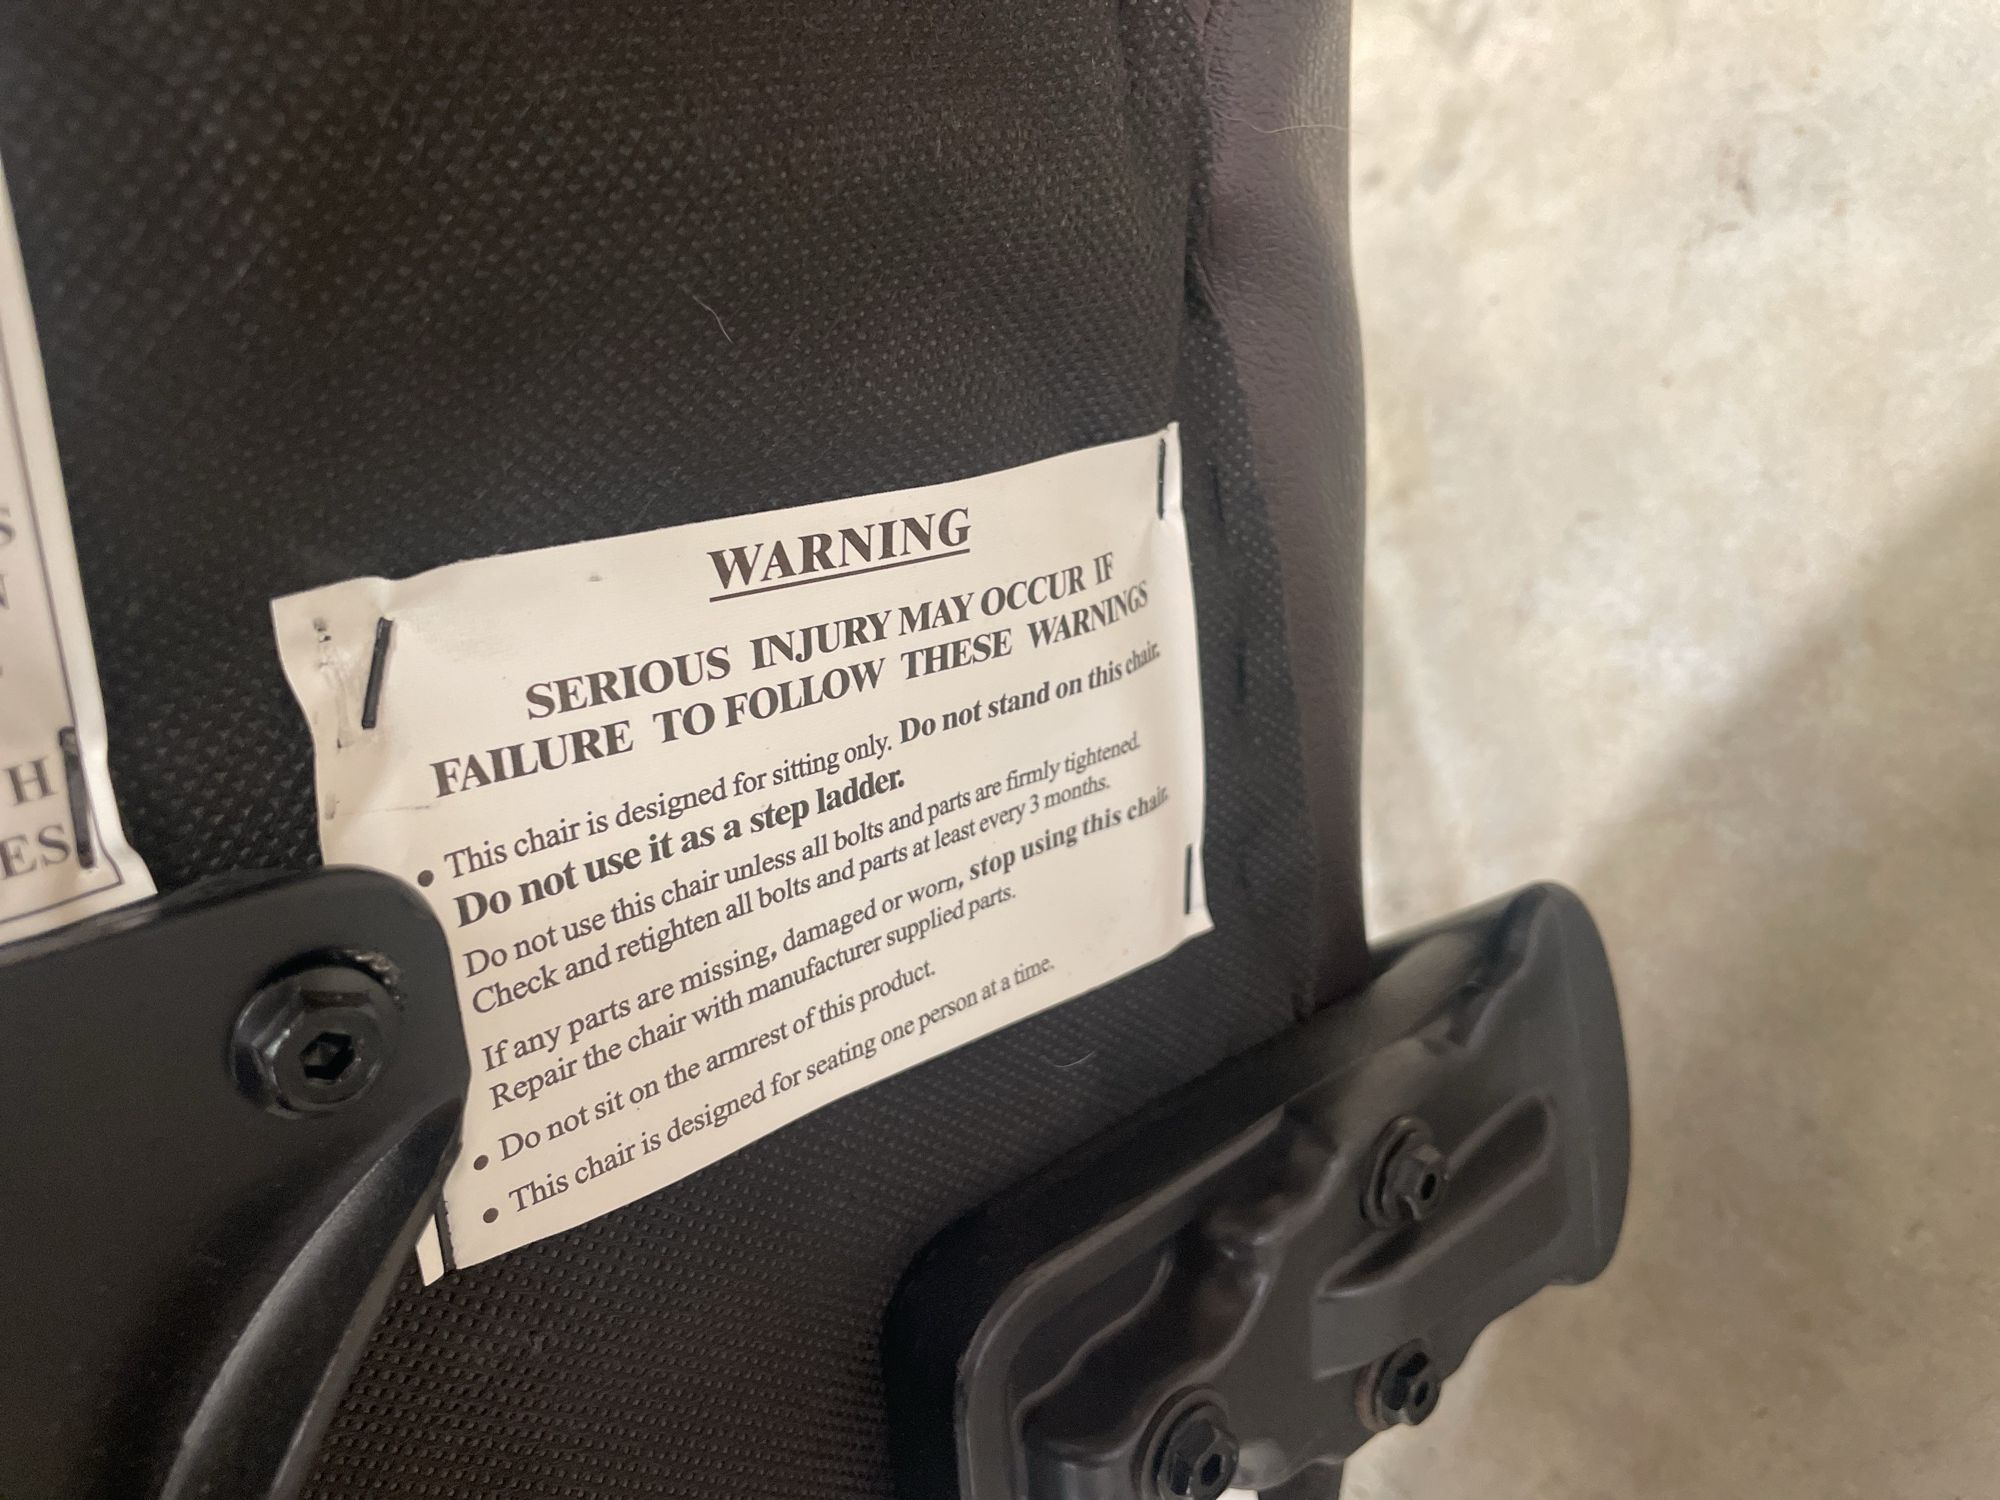 WARNING
SERIOUS INJURY MAY OCCUR IF
FAILURE TO FOLLOW THESE WARNINGS
• This chair is designed for sitting only. Do not stand on this chair.
Do not use it as a step ladder.
Do not use this chair unless all bolts and parts are firmly tightened.
Check and retighten all bolts and parts at least every 3 months.
If any parts are missing, damaged or worn, stop using this chair.
Repair the chair with manufacturer supplied parts.
• Do not sit on the armrest of this product.
• This chair is designed for seating one person at a time.